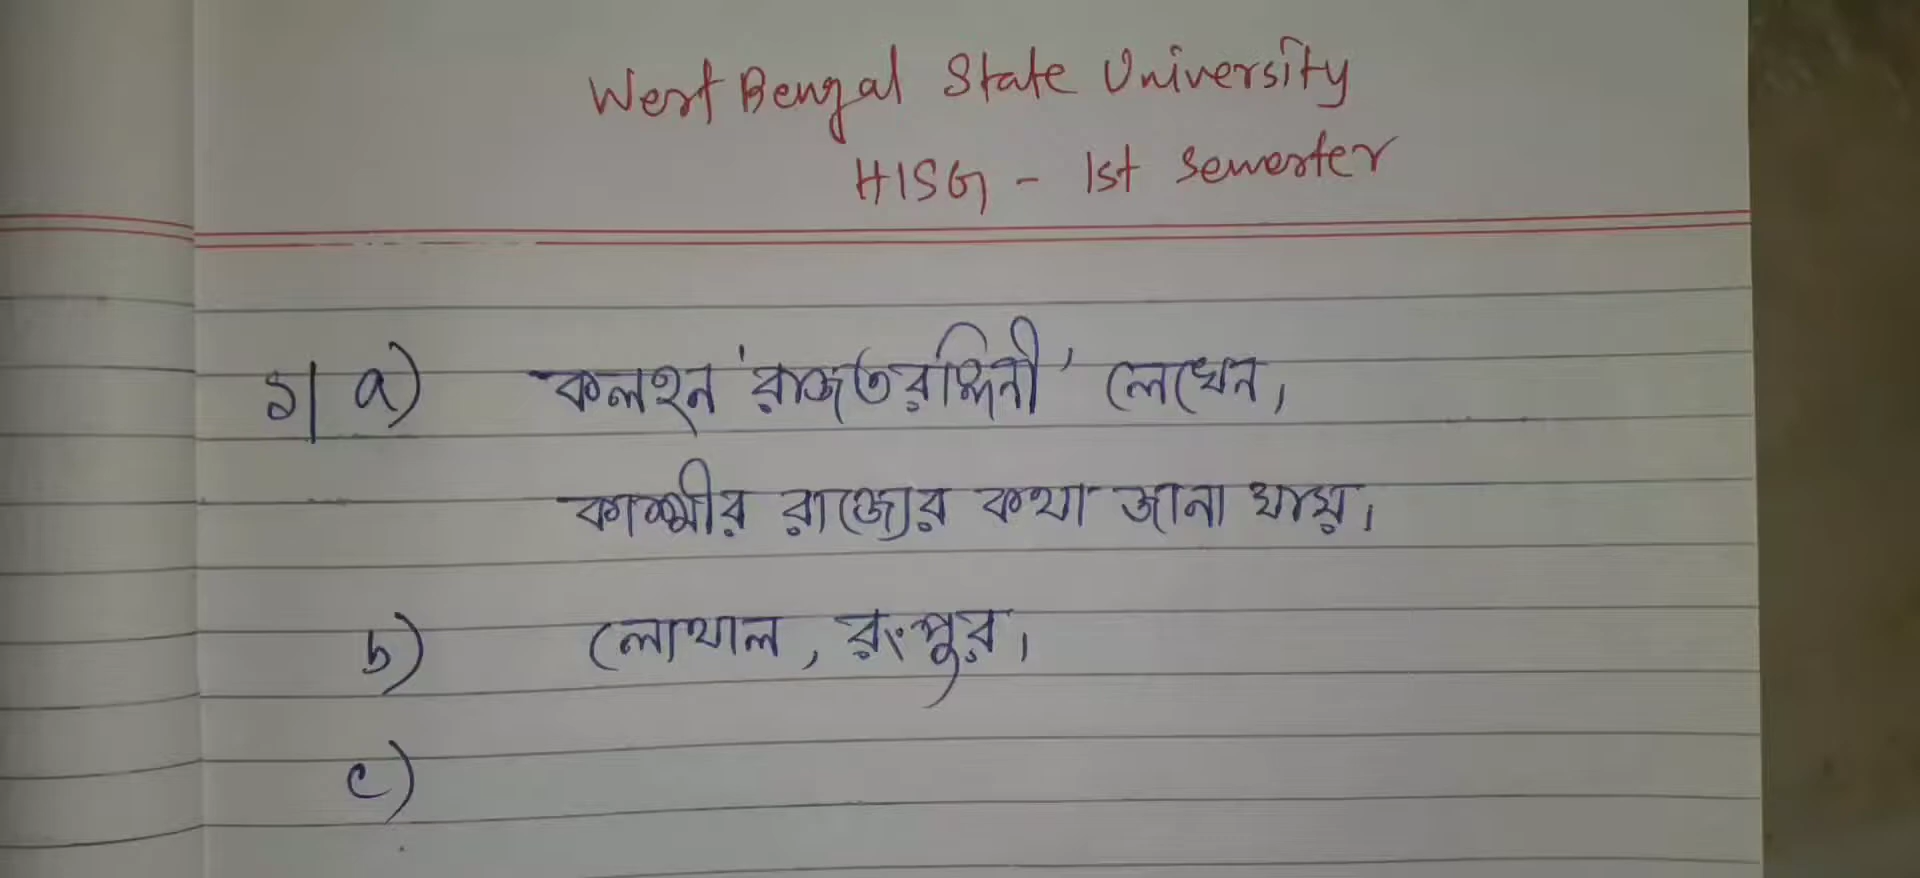 West Bengal State University
HISG - 1st Semester
১| a) কলহন 'রাজতরঙ্গিনী' লেখেন,
কাশ্মীর রাজ্যের কথা জানা যায়।
b) লোথাল, রংপুর।
c)